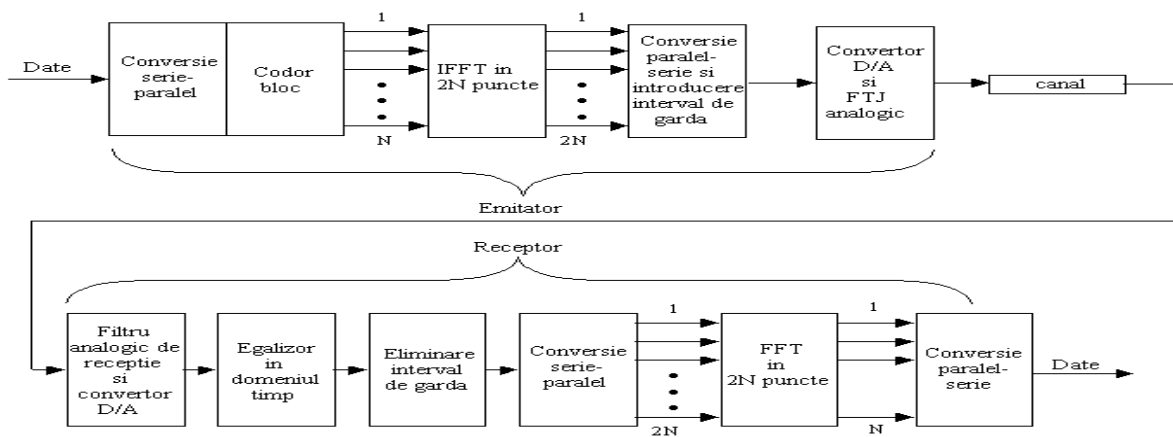 Date
Conversie
serie-
paralel
Codor
bloc
1
N
IFFT in
2N puncte
1
2N
Conversie
paralel-
serie si
introducere
interval de
garda
Convertor
D/A
si
FTJ
analogic
canal
Emitator
Receptor
Filtru
analogic de
receptie
si
convertor
D/A
Egalizor
in
domeniul
timp
Eliminare
interval
de garda
Conversie
serie-
paralel
1
2N
FFT
in
2N puncte
1
N
Conversie
paralel-
serie
Date